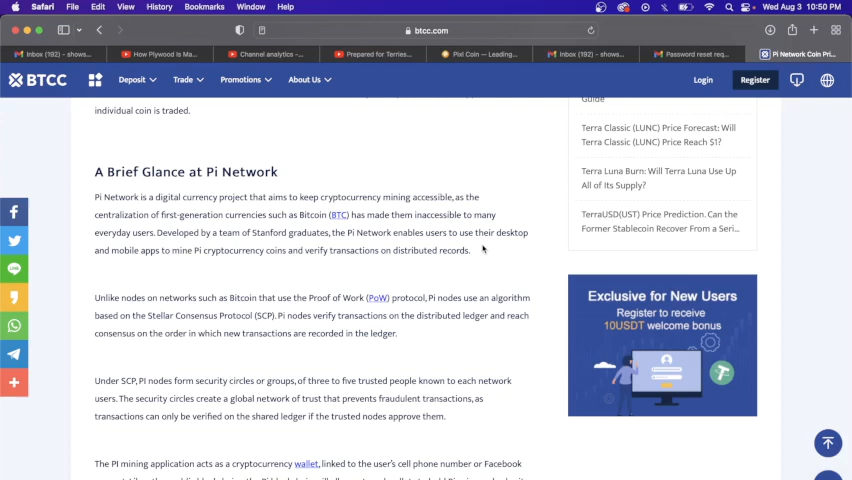 Safari File Edit View History Bookmarks Window Help Wed Aug 3 10:50 PM
btcc.com
Inbox (192) - shows... How Plywood Is Ma... Channel analytics -... Prepared for Terries... Pixl Coin — Leading... Inbox (192) - shows... Password reset req... Pi Network Coin Pri...
BTCC Deposit Trade Promotions About Us Login Register
individual coin is traded.
Guide
Terra Classic (LUNC) Price Forecast: Will
Terra Classic (LUNC) Price Reach $1?
A Brief Glance at Pi Network
Terra Luna Burn: Will Terra Luna Use Up
All of Its Supply?
Pi Network is a digital currency project that aims to keep cryptocurrency mining accessible, as the
centralization of first-generation currencies such as Bitcoin (BTC) has made them inaccessible to many
everyday users. Developed by a team of Stanford graduates, the Pi Network enables users to use their desktop
and mobile apps to mine Pi cryptocurrency coins and verify transactions on distributed records.
TerraUSD(UST) Price Prediction. Can the
Former Stablecoin Recover From a Seri...
Unlike nodes on networks such as Bitcoin that use the Proof of Work (PoW) protocol, Pi nodes use an algorithm
based on the Stellar Consensus Protocol (SCP). Pi nodes verify transactions on the distributed ledger and reach
consensus on the order in which new transactions are recorded in the ledger.
Exclusive for New Users
Register to receive
10USDT welcome bonus
Under SCP, PI nodes form security circles or groups, of three to five trusted people known to each network
users. The security circles create a global network of trust that prevents fraudulent transactions, as
transactions can only be verified on the shared ledger if the trusted nodes approve them.
The PI mining application acts as a cryptocurrency wallet, linked to the user's cell phone number or Facebook